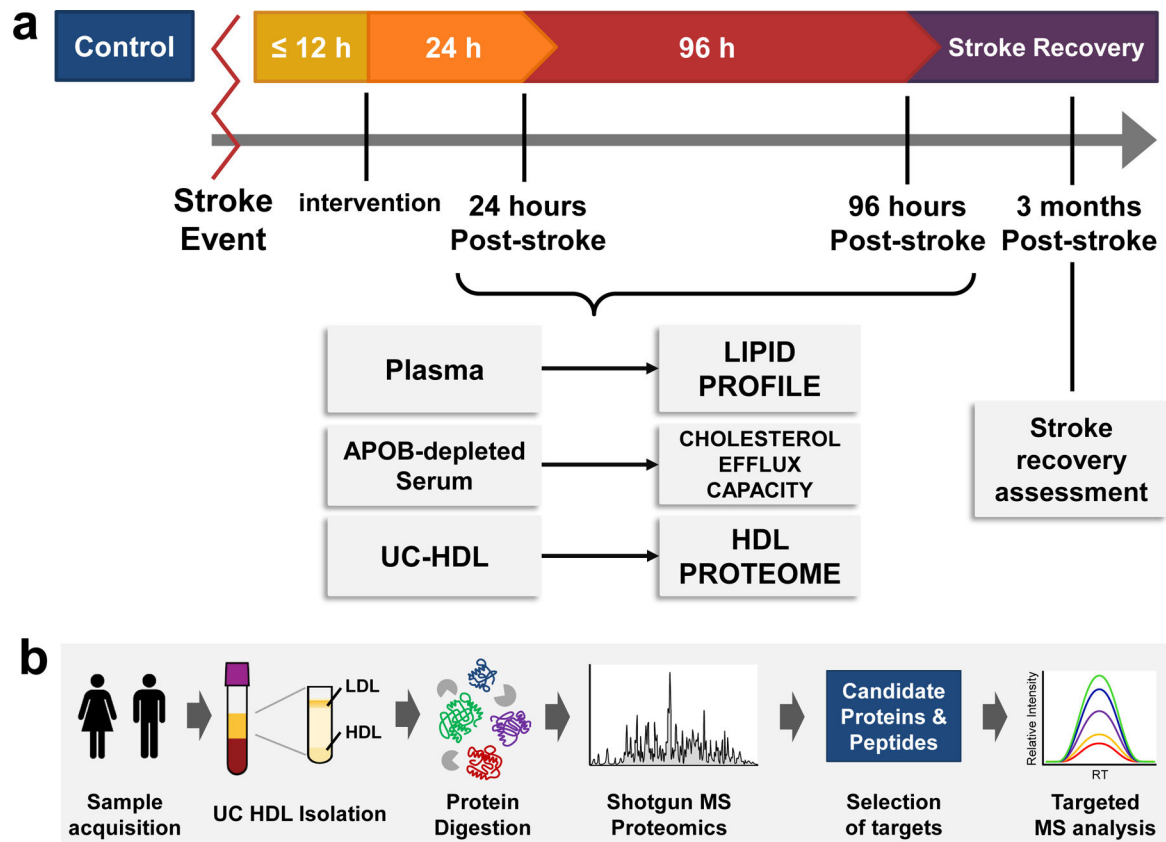 a
Control
≤ 12 h
24 h
96 h
Stroke Recovery
Stroke
Event
intervention
24 hours
Post-stroke
96 hours
Post-stroke
3 months
Post-stroke
Plasma
LIPID
PROFILE
APOB-depleted
Serum
CHOLESTEROL
EFFLUX
CAPACITY
UC-HDL
HDL
PROTEOME
Stroke
recovery
assessment
b
Sample
acquisition
LDL
HDL
UC HDL Isolation
Protein
Digestion
Shotgun MS
Proteomics
Candidate
Proteins &
Peptides
Selection
of targets
Relative Intensity
RT
Targeted
MS analysis